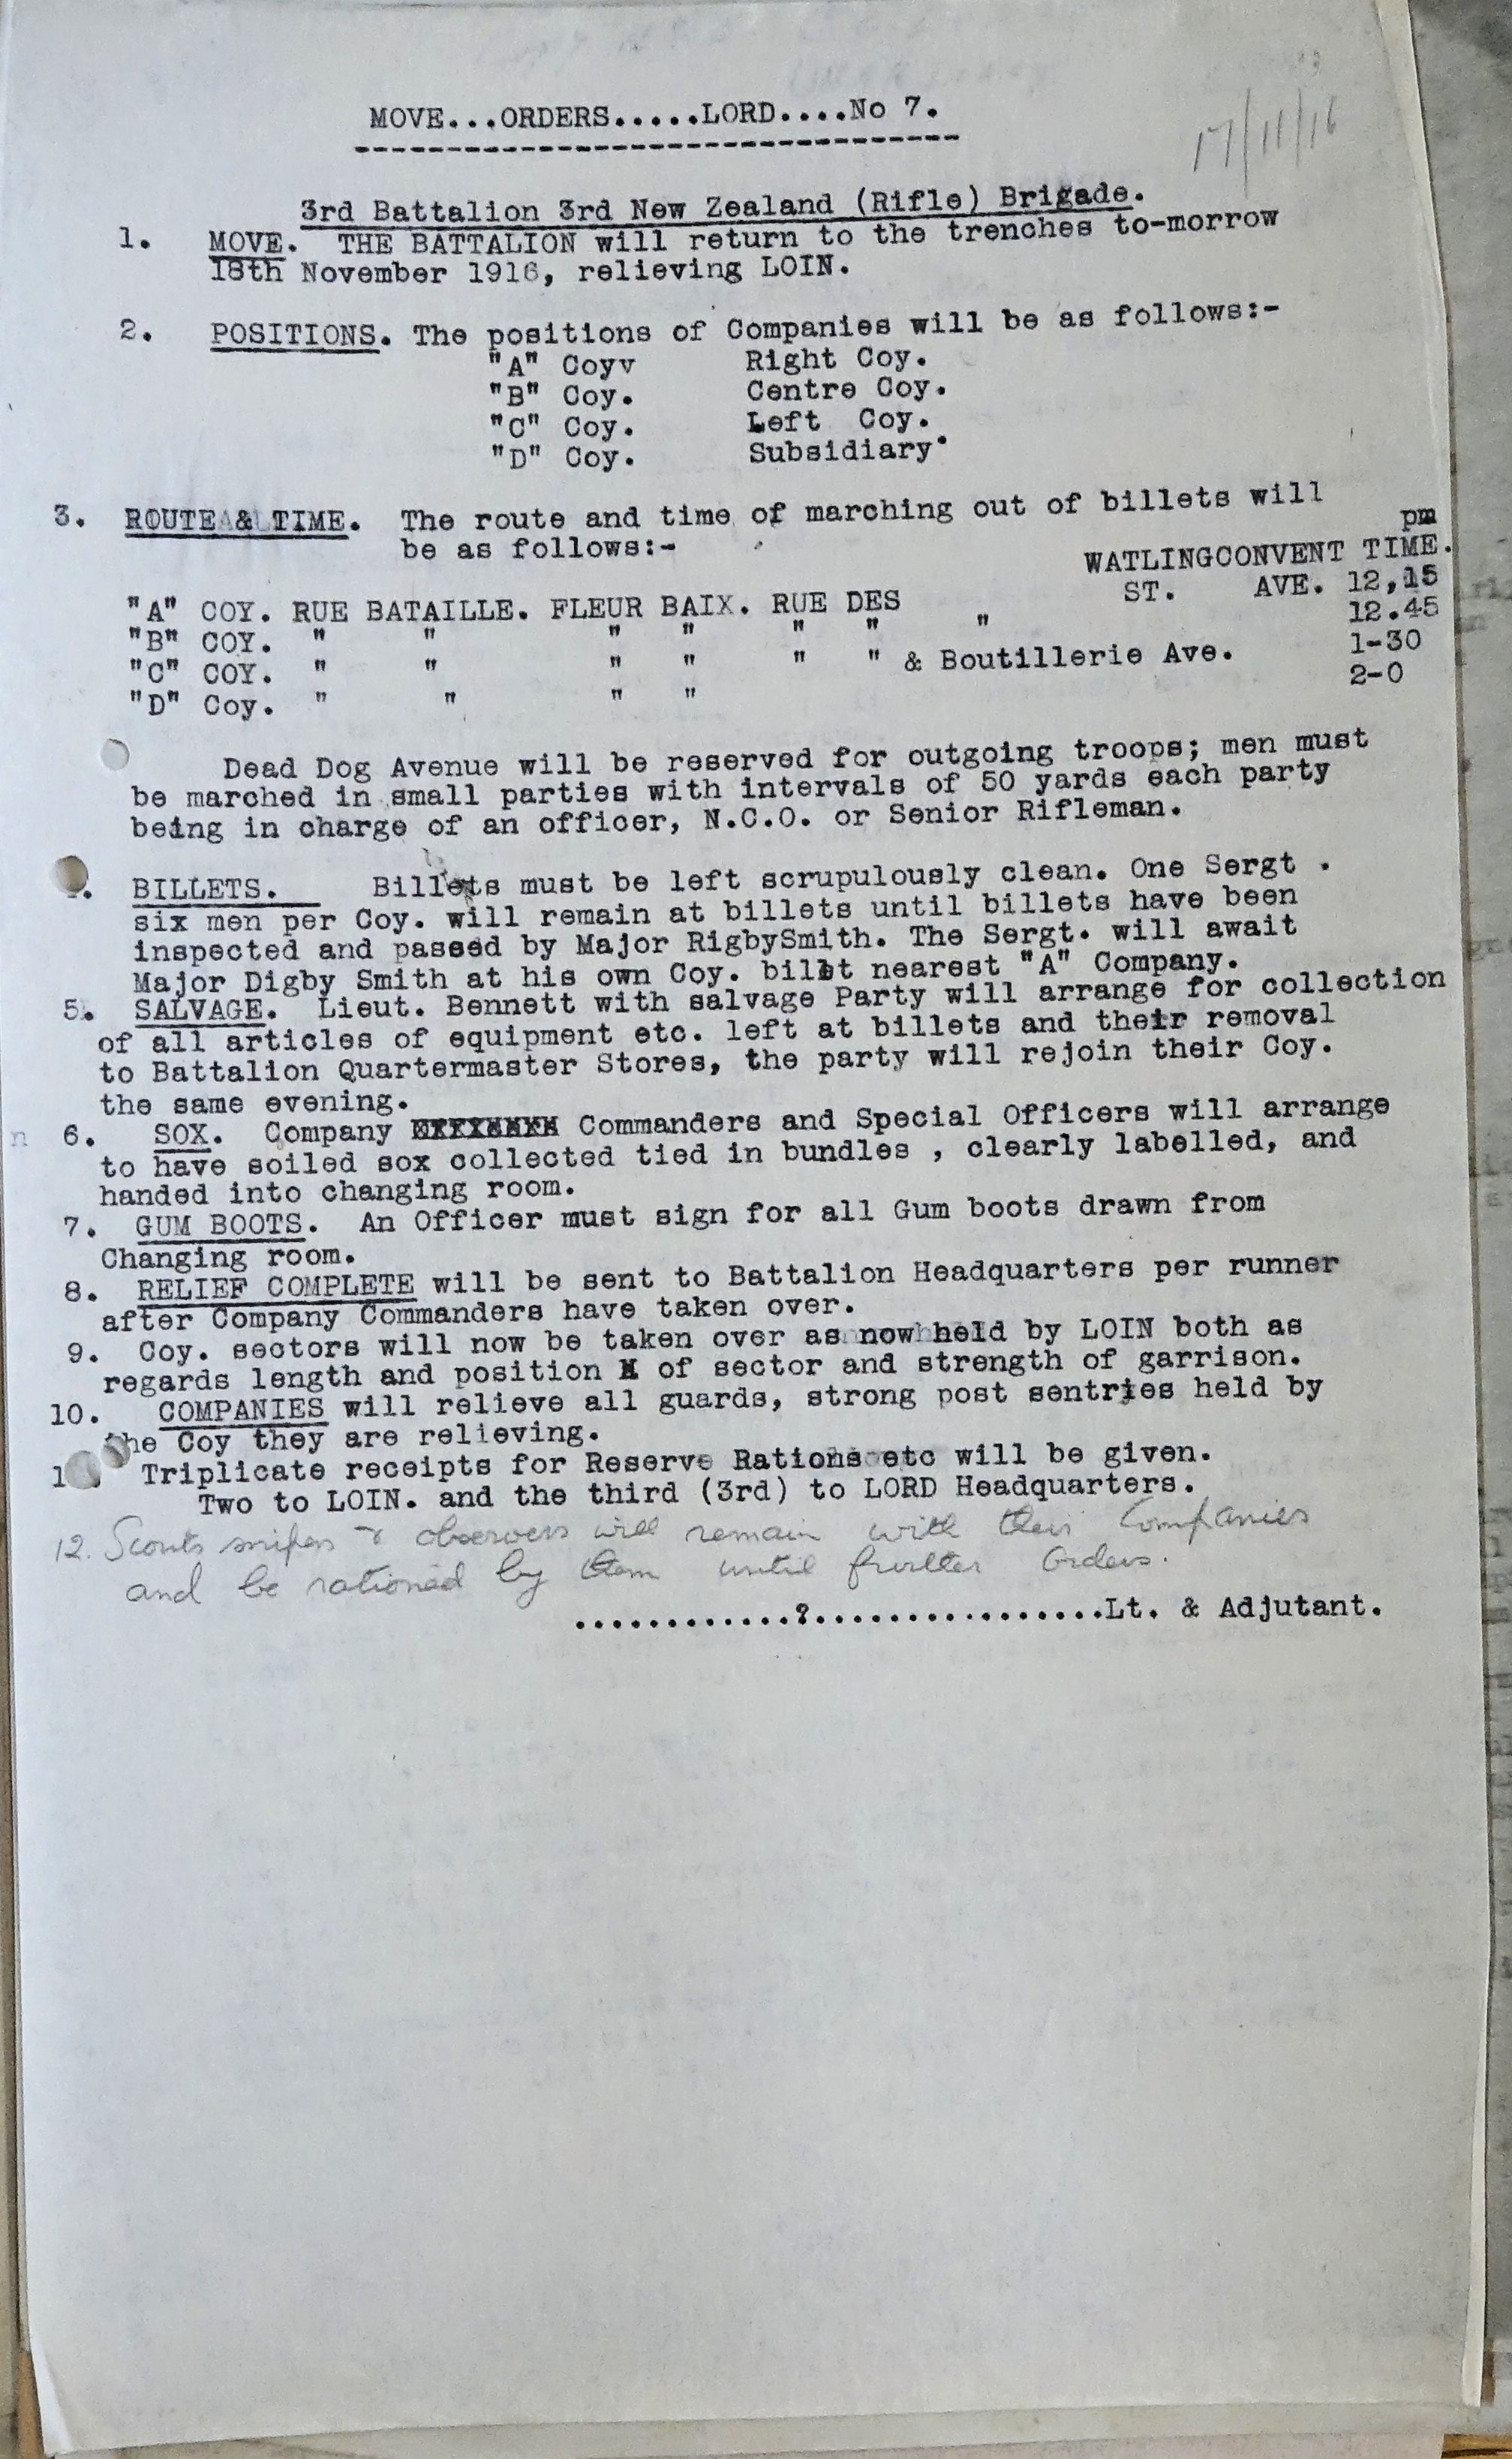 17/11/16
MOVE...ORDERS.....LORD....No 7.
3rd Battalion 3rd New Zealand (Rifle) Brigade.
1. MOVE. THE BATTALION will return to the trenches to-morrow
18th November 1916, relieving LOIN.
2. POSITIONS. The positions of Companies will be as follows:-
"A" Coyv Right Coy.
"B" Coy. Centre Coy.
"C" Coy. Left Coy.
"D" Coy. Subsidiary.
3. ROUTE & TIME. The route and time of marching out of billets will
be as follows:-
pm
WATLINGCONVENT TIME.
"A" COY. RUE BATAILLE. FLEUR BAIX. RUE DES ST. AVE. 12,15
"B" COY. " " " " " " " 12.45
"C" COY. " " " " " " & Boutillerie Ave. 1-30
"D" Coy. " " " " 2-0
Dead Dog Avenue will be reserved for outgoing troops; men must
be marched in small parties with intervals of 50 yards each party
being in charge of an officer, N.C.O. or Senior Rifleman.
. BILLETS. Billets must be left scrupulously clean. One Sergt .
six men per Coy. will remain at billets until billets have been
inspected and passed by Major RigbySmith. The Sergt. will await
Major Digby Smith at his own Coy. billet nearest "A" Company.
5. SALVAGE. Lieut. Bennett with salvage Party will arrange for collection
of all articles of equipment etc. left at billets and their removal
to Battalion Quartermaster Stores, the party will rejoin their Coy.
the same evening.
6. SOX. Company Commanders and Special Officers will arrange
to have soiled sox collected tied in bundles , clearly labelled, and
handed into changing room.
7. GUM BOOTS. An Officer must sign for all Gum boots drawn from
Changing room.
8. RELIEF COMPLETE will be sent to Battalion Headquarters per runner
after Company Commanders have taken over.
9. Coy. sectors will now be taken over as now held by LOIN both as
regards length and position of sector and strength of garrison.
10. COMPANIES will relieve all guards, strong post sentries held by
the Coy they are relieving.
1 . Triplicate receipts for Reserve Rations etc will be given.
Two to LOIN. and the third (3rd) to LORD Headquarters.
12. Scouts snipers & observers will remain with their Companies
and be rationed by them until further Orders.
.............?.................Lt. & Adjutant.